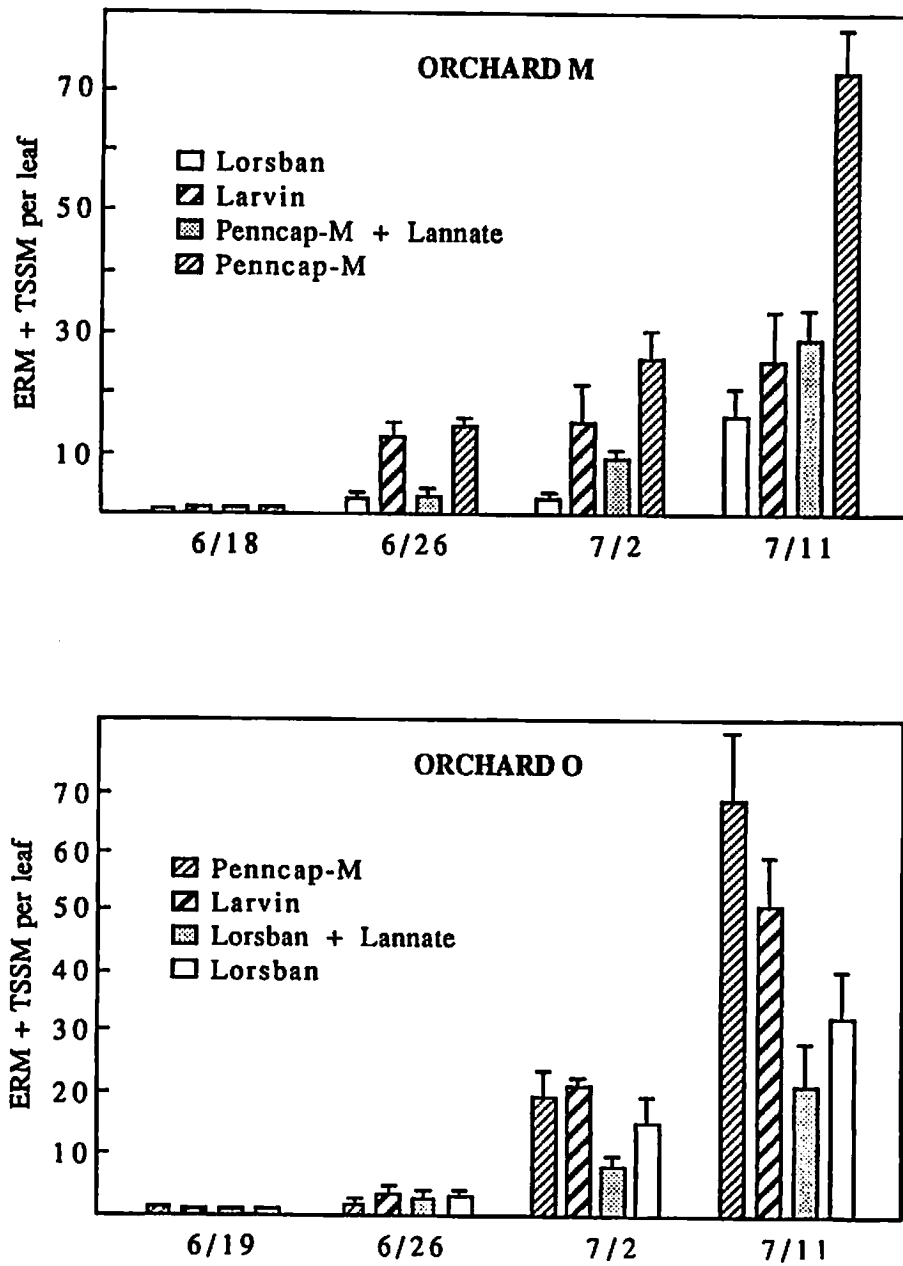 ORCHARD M
ERM + TSSM per leaf
70
50
30
10
Lorsban
Larvin
Penncap-M + Lannate
Penncap-M
6/18 6/26 7/2 7/11
ORCHARD O
ERM + TSSM per leaf
70
60
50
40
30
20
10
Penncap-M
Larvin
Lorsban + Lannate
Lorsban
6/19 6/26 7/2 7/11